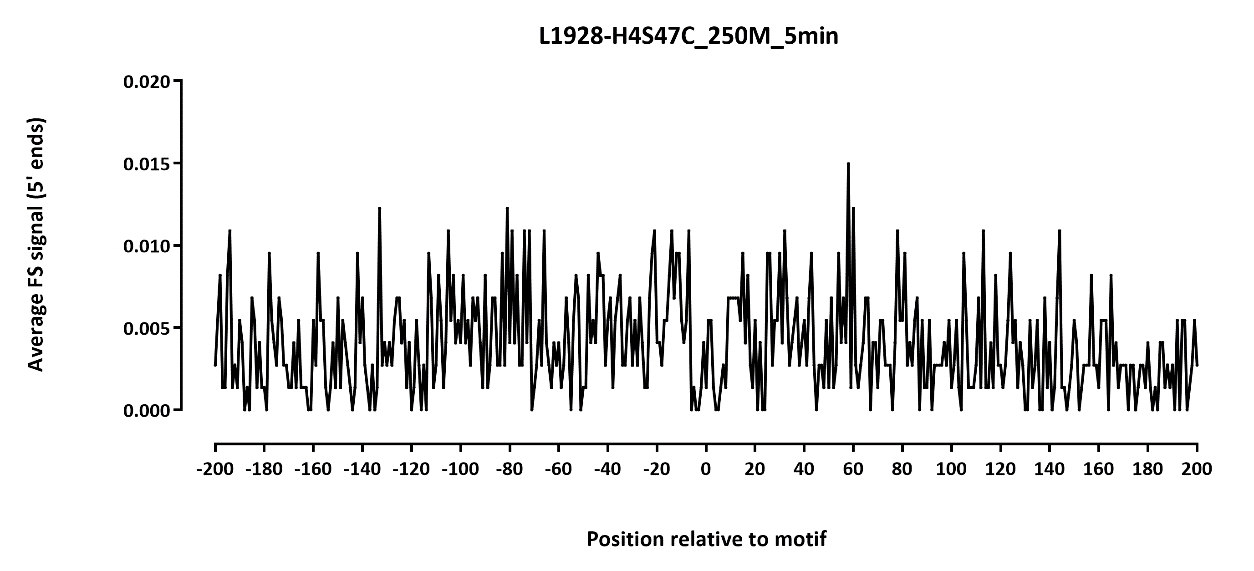 L1928-H4S47C_250M_5min
Average FS signal (5' ends)
0.020
0.015
0.010
0.005
0.000
-200 -180 -160 -140 -120 -100 -80 -60 -40 -20 0 20 40 60 80 100 120 140 160 180 200
Position relative to motif